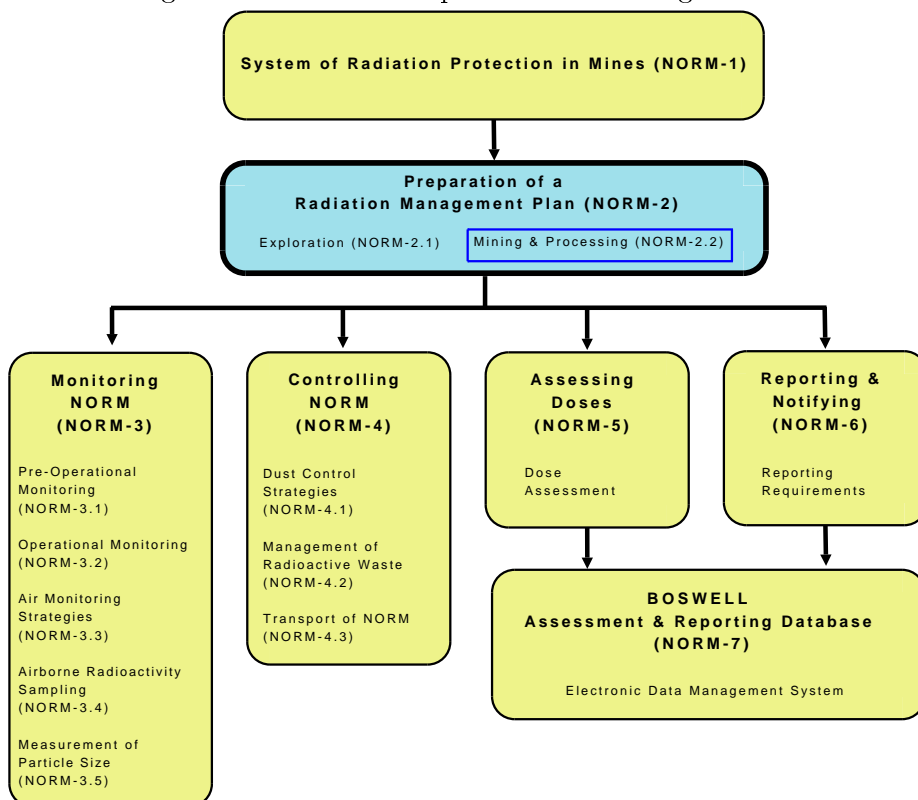 System of Radiation Protection in Mines (NORM-1)
Preparation of a
Radiation Management Plan (NORM-2)
Exploration (NORM-2.1)
Mining & Processing (NORM-2.2)
Monitoring
NORM
(NORM-3)
Pre-Operational
Monitoring
(NORM-3.1)
Operational Monitoring
(NORM-3.2)
Air Monitoring
Strategies
(NORM-3.3)
Airborne Radioactivity
Sampling
(NORM-3.4)
Measurement of
Particle Size
(NORM-3.5)
Controlling
NORM
(NORM-4)
Dust Control
Strategies
(NORM-4.1)
Management of
Radioactive Waste
(NORM-4.2)
Transport of NORM
(NORM-4.3)
Assessing
Doses
(NORM-5)
Dose
Assessment
Reporting &
Notifying
(NORM-6)
Reporting
Requirements
BOSWELL
Assessment & Reporting Database
(NORM-7)
Electronic Data Management System